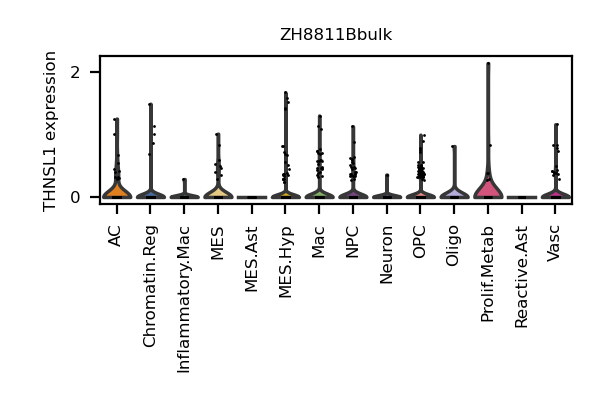 ZH8811Bbulk
THNSL1 expression
2
0
AC
Chromatin.Reg
Inflammatory.Mac
MES
MES.Ast
MES.Hyp
Mac
NPC
Neuron
OPC
Oligo
Prolif.Metab
Reactive.Ast
Vasc